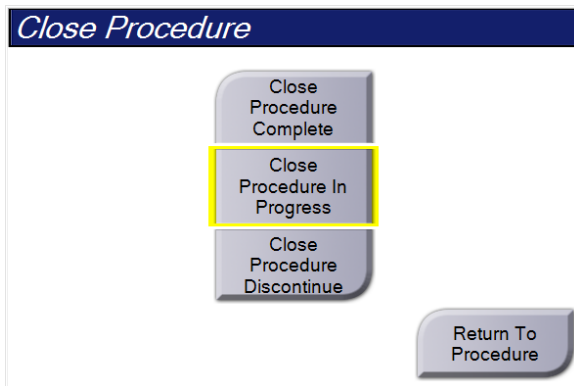 Close Procedure
Close
Procedure
Complete
Close
Procedure In
Progress
Close
Procedure
Discontinue
Return To
Procedure